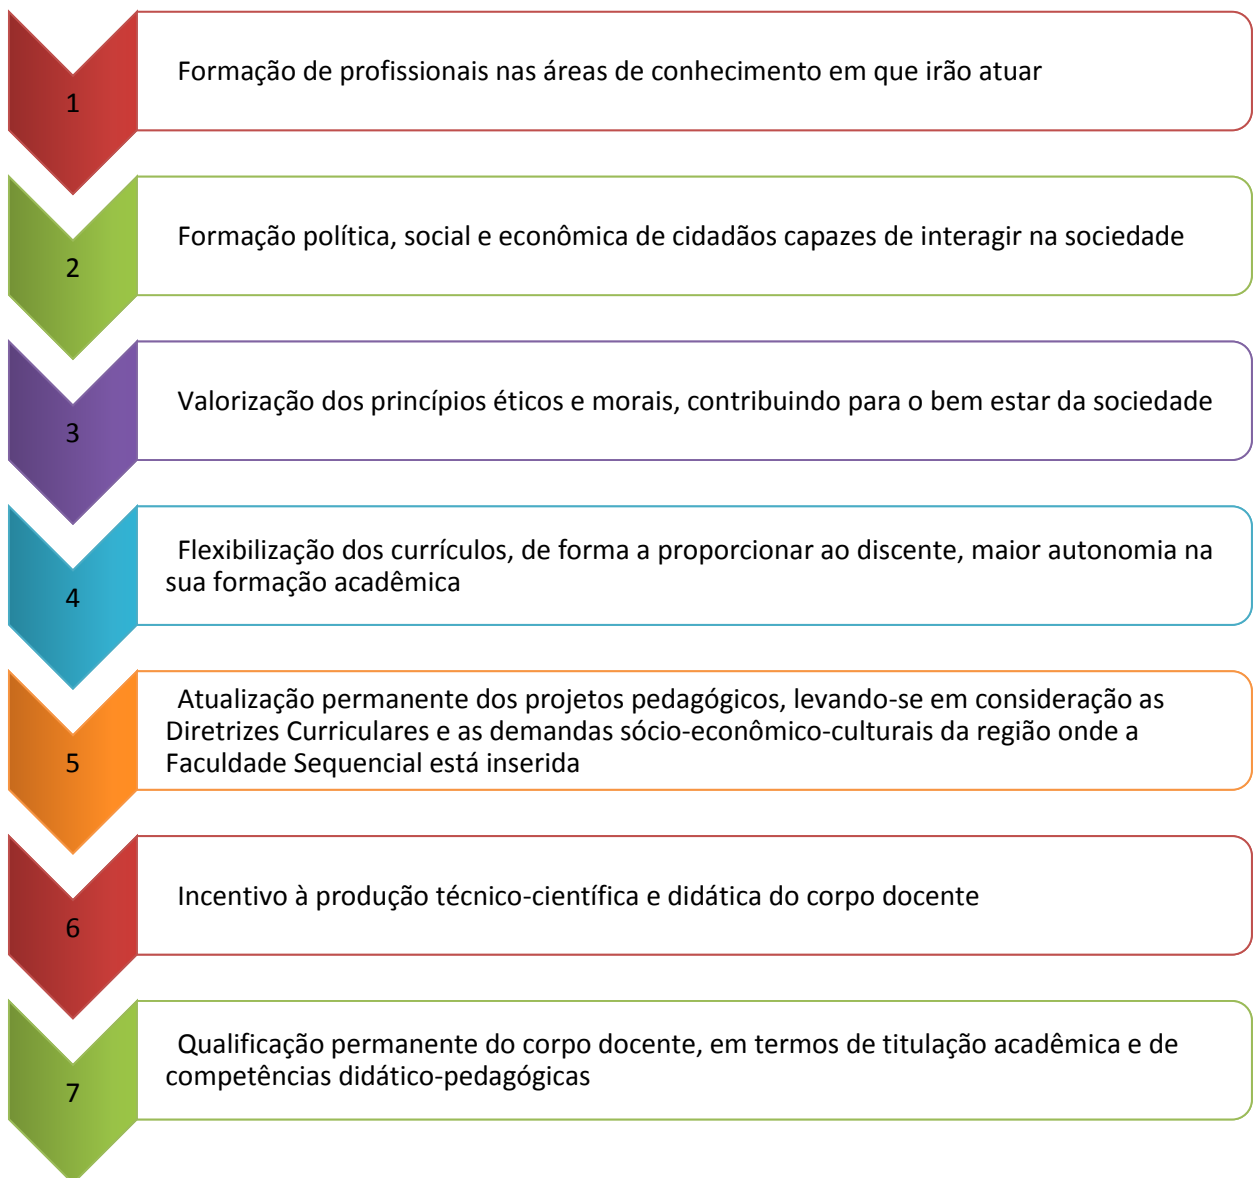 1
Formação de profissionais nas áreas de conhecimento em que irão atuar
2
Formação política, social e econômica de cidadãos capazes de interagir na sociedade
3
Valorização dos princípios éticos e morais, contribuindo para o bem estar da sociedade
4
Flexibilização dos currículos, de forma a proporcionar ao discente, maior autonomia na
sua formação acadêmica
5
Atualização permanente dos projetos pedagógicos, levando-se em consideração as
Diretrizes Curriculares e as demandas sócio-econômico-culturais da região onde a
Faculdade Sequencial está inserida
6
Incentivo à produção técnico-científica e didática do corpo docente
7
Qualificação permanente do corpo docente, em termos de titulação acadêmica e de
competências didático-pedagógicas